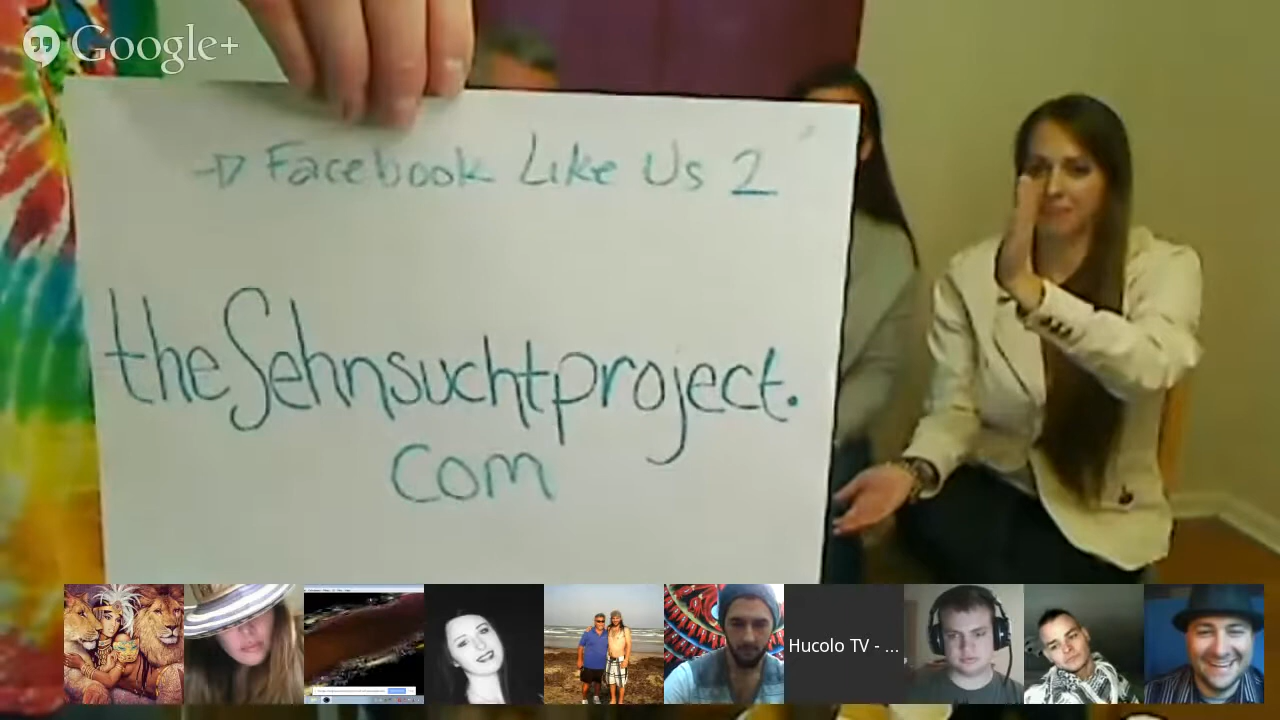 Google+
Facebook Like Us 2
theSehnsuchtproject.
com
Hucolo TV - ...